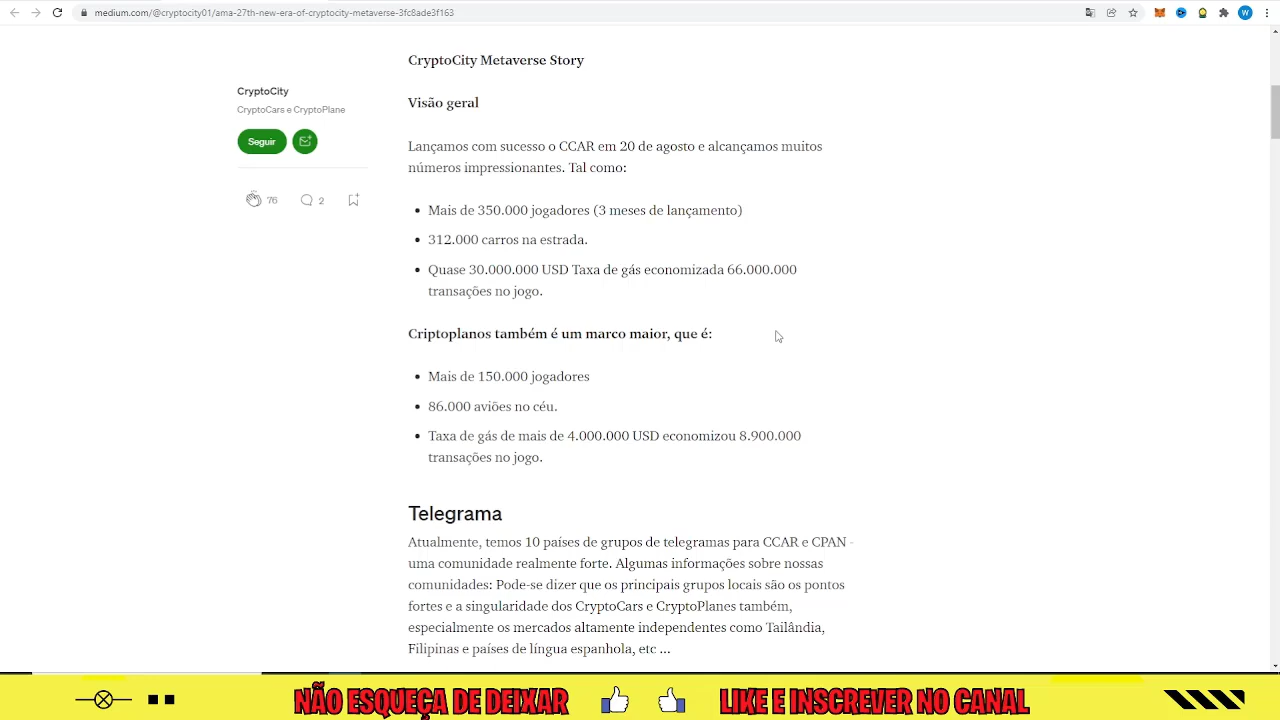 medium.com/@cryptocity01/ama-27th-new-era-of-cryptocity-metaverse-3fc8ade3f163
W
CryptoCity
CryptoCars e CryptoPlane
Seguir
76
2
CryptoCity Metaverse Story
Visão geral
Lançamos com sucesso o CCAR em 20 de agosto e alcançamos muitos
números impressionantes. Tal como:
• Mais de 350.000 jogadores (3 meses de lançamento)
• 312.000 carros na estrada.
• Quase 30.000.000 USD Taxa de gás economizada 66.000.000
transações no jogo.
Criptoplanos também é um marco maior, que é:
• Mais de 150.000 jogadores
• 86.000 aviões no céu.
• Taxa de gás de mais de 4.000.000 USD economizou 8.900.000
transações no jogo.
Telegrama
Atualmente, temos 10 países de grupos de telegramas para CCAR e CPAN -
uma comunidade realmente forte. Algumas informações sobre nossas
comunidades: Pode-se dizer que os principais grupos locais são os pontos
fortes e a singularidade dos CryptoCars e CryptoPlanes também,
especialmente os mercados altamente independentes como Tailândia,
Filipinas e países de língua espanhola, etc ...
NÃO ESQUEÇA DE DEIXAR LIKE E INSCREVER NO CANAL